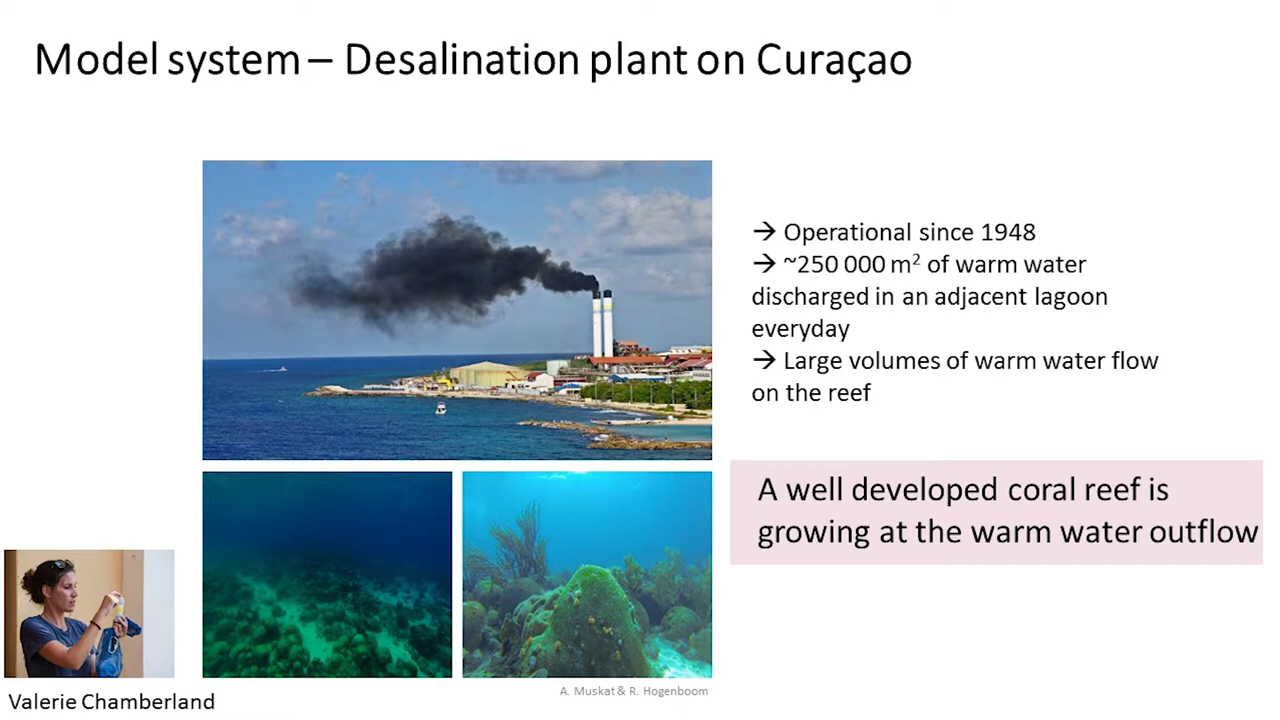 Model system – Desalination plant on Curaçao
→ Operational since 1948
→ ~250 000 m² of warm water
discharged in an adjacent lagoon
everyday
→ Large volumes of warm water flow
on the reef
A well developed coral reef is
growing at the warm water outflow
A. Muskat & R. Hogenboom
Valerie Chamberland